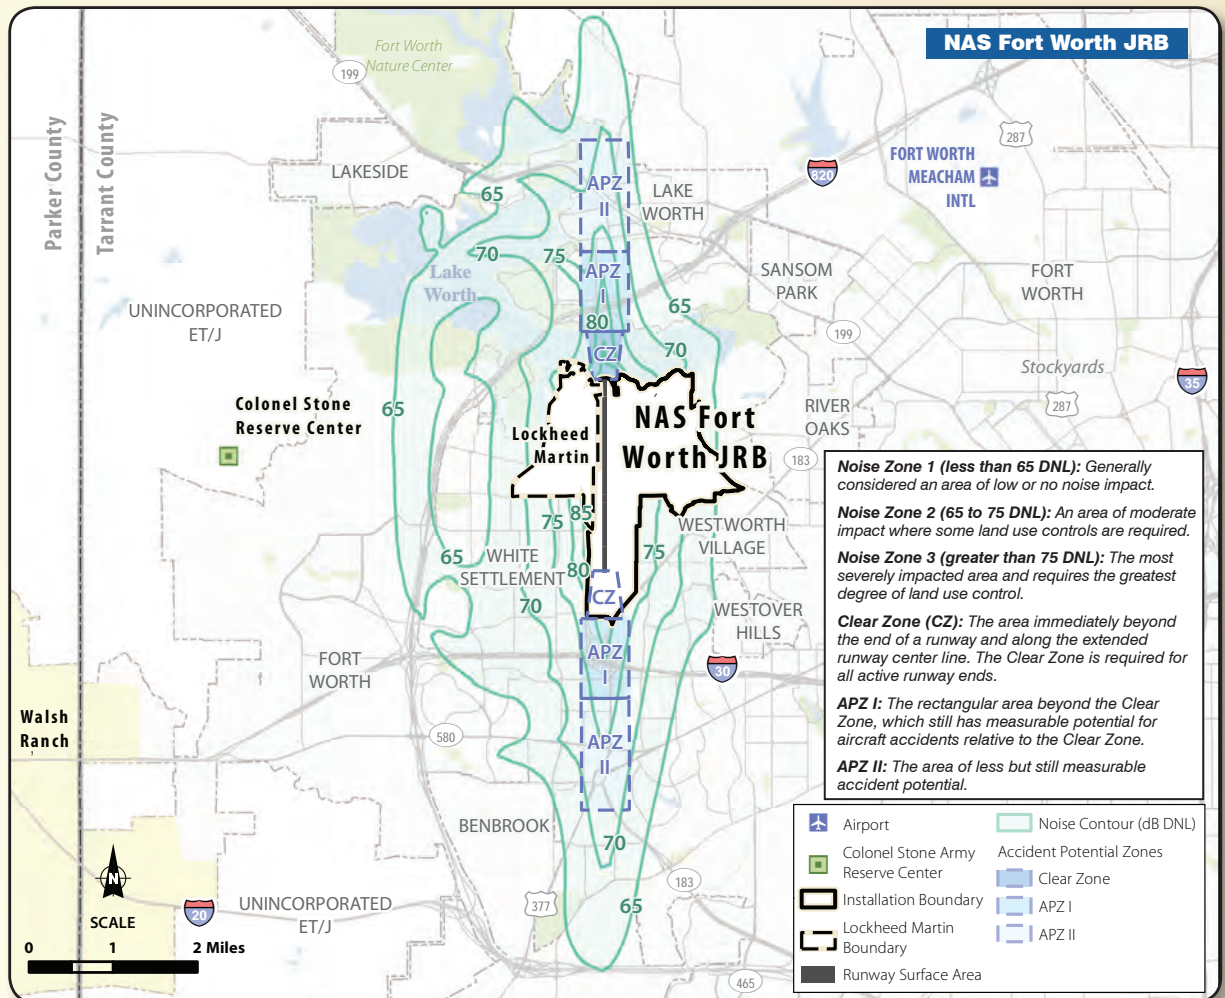 NAS Fort Worth JRB
Fort Worth
Nature Center
199
287
Parker County
Tarrant County
LAKESIDE
820
FORT WORTH
MEACHAM
INTL
APZ
II
LAKE
WORTH
65
70
75
APZ
I
Lake
Worth
SANSOM
PARK
FORT
WORTH
UNINCORPORATED
ET/J
65
80
199
70
CZ
Stockyards
35
287
65
Colonel Stone
Reserve Center
NAS Fort
Worth JRB
Lockheed
Martin
RIVER
OAKS
183
75
85
WESTWORTH
VILLAGE
65
WHITE
SETTLEMENT
80
75
CZ
70
WESTOVER
HILLS
APZ
I
30
FORT
WORTH
Walsh
Ranch
580
APZ
II
BENBROOK
70
183
377
65
UNINCORPORATED
ET/J
20
465
N
SCALE
0
1
2 Miles
Noise Zone 1 (less than 65 DNL): Generally
considered an area of low or no noise impact.
Noise Zone 2 (65 to 75 DNL): An area of moderate
impact where some land use controls are required.
Noise Zone 3 (greater than 75 DNL): The most
severely impacted area and requires the greatest
degree of land use control.
Clear Zone (CZ): The area immediately beyond
the end of a runway and along the extended
runway center line. The Clear Zone is required for
all active runway ends.
APZ I: The rectangular area beyond the Clear
Zone, which still has measurable potential for
aircraft accidents relative to the Clear Zone.
APZ II: The area of less but still measurable
accident potential.
Airport
Colonel Stone Army
Reserve Center
Installation Boundary
Lockheed Martin
Boundary
Runway Surface Area
Noise Contour (dB DNL)
Accident Potential Zones
Clear Zone
APZ I
APZ II